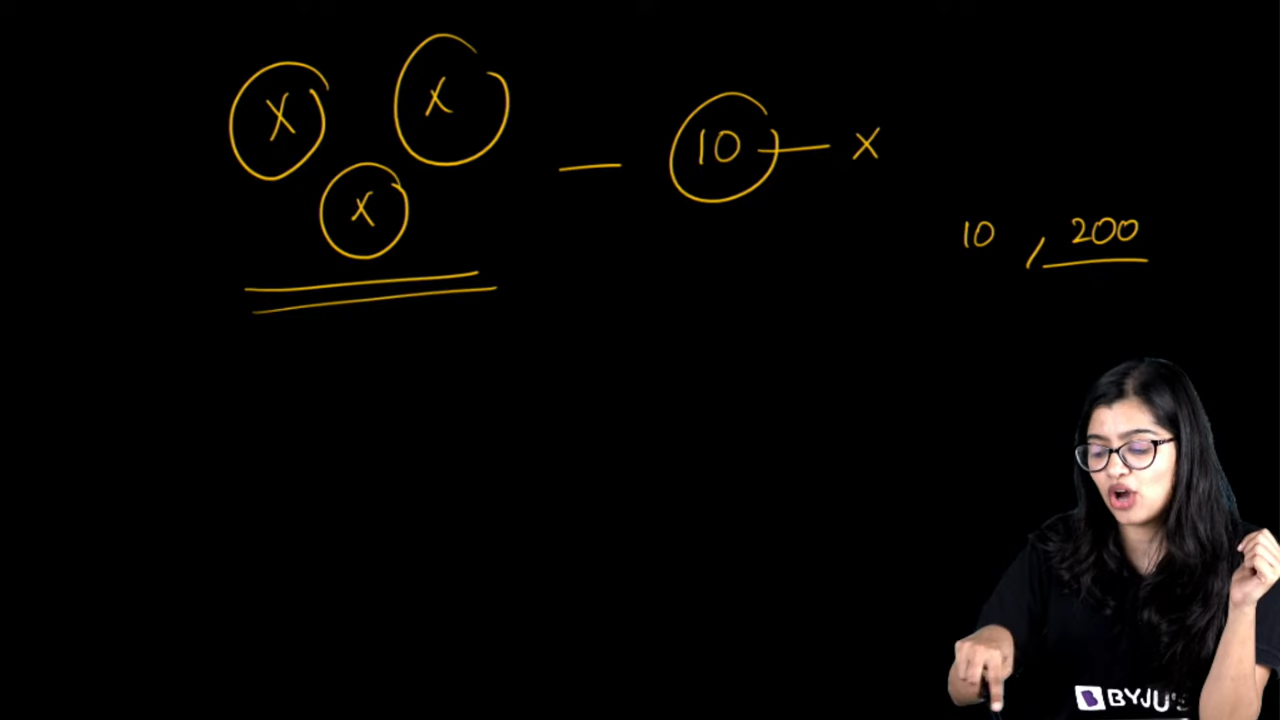 X X
X — 10 — X
10 , 200
BYJU'S